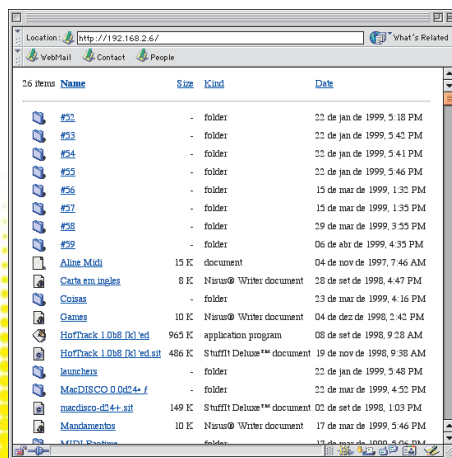 Location: http://192.168.2.6/ What's Related
WebMail Contact People
26 items Name Size Kind Date
#52 - folder 22 de jan de 1999, 5:18 PM
#53 - folder 22 de jan de 1999, 5:42 PM
#54 - folder 22 de jan de 1999, 5:41 PM
#55 - folder 22 de jan de 1999, 5:46 PM
#56 - folder 15 de mar de 1999, 1:32 PM
#57 - folder 15 de mar de 1999, 1:35 PM
#58 - folder 29 de mar de 1999, 3:55 PM
#59 - folder 06 de abr de 1999, 4:35 PM
Aline Midi 15 K document 04 de nov de 1997, 7:46 AM
Carta em ingles 8 K Nisus® Writer document 28 de set de 1998, 4:47 PM
Coisas - folder 23 de mar de 1999, 4:16 PM
Games 10 K Nisus® Writer document 04 de dez de 1998, 2:42 PM
HotTrack 1.0b8 [k] 'ed 965 K application program 08 de set de 1998, 9:28 AM
HotTrack 1.0b8 [k] 'ed.sit 486 K StuffIt Deluxe™ document 19 de nov de 1998, 9:38 AM
launchers - folder 22 de jan de 1999, 5:48 PM
MacDISCO 0.0d24+ ƒ - folder 22 de mar de 1999, 4:52 PM
macdisco-d24+.sit 149 K StuffIt Deluxe™ document 02 de set de 1998, 1:03 PM
Mandamentos 10 K Nisus® Writer document 17 de mar de 1999, 5:46 PM
MIDI Ragtime - folder 17 de mar de 1999, 5:06 PM